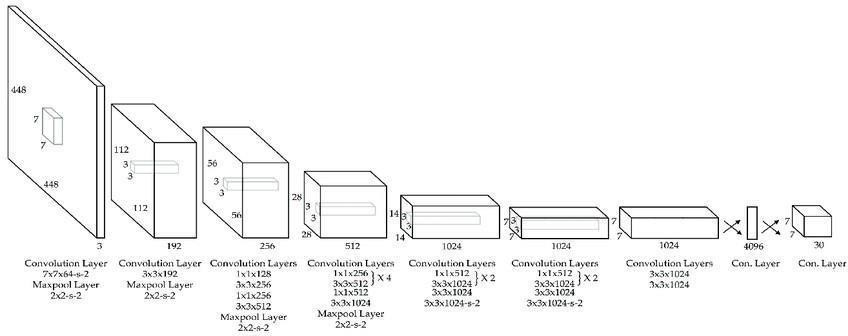 448
7
7
448
3
112
3
3
112
192
56
3
3
56
256
28
3
3
28
512
14
3
3
14
1024
7
3
3
7
1024
7
7
1024
4096
7
7
30
Convolution Layer
7x7x64-s-2
Maxpool Layer
2x2-s-2
Convolution Layer
3x3x192
Maxpool Layer
2x2-s-2
Convolution Layers
1x1x128
3x3x256
1x1x256
3x3x512
Maxpool Layer
2x2-s-2
Convolution Layers
1x1x256
3x3x512 } X 4
1x1x512
3x3x1024
Maxpool Layer
2x2-s-2
Convolution Layers
1x1x512
3x3x1024 } X 2
3x3x1024
3x3x1024-s-2
Convolution Layers
1x1x512
3x3x1024 } X 2
3x3x1024
3x3x1024-s-2
Convolution Layers
3x3x1024
3x3x1024
Con. Layer
Con. Layer